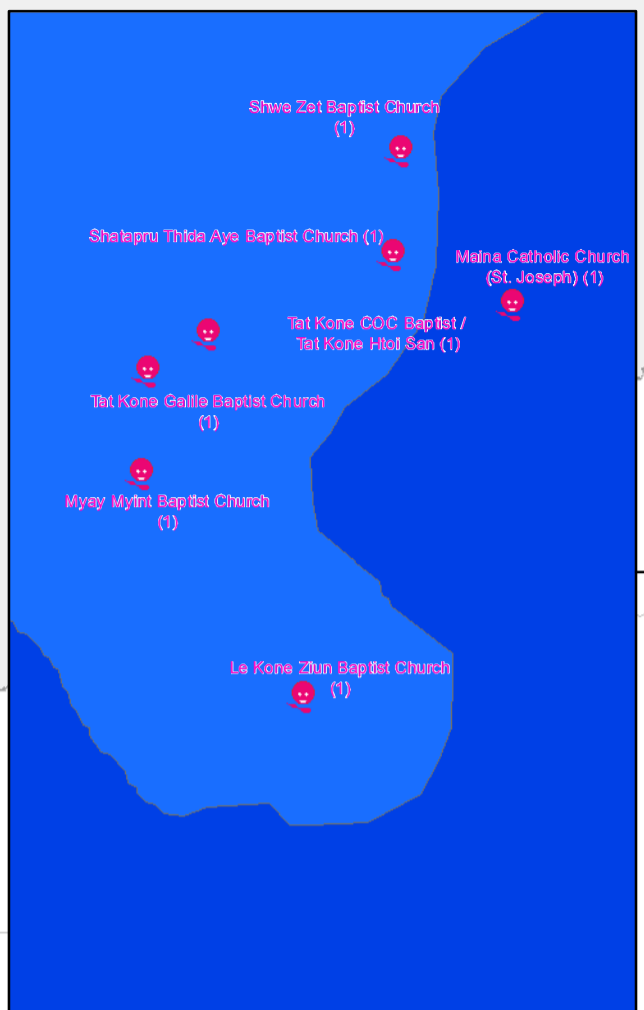 Shwe Zet Baptist Church
(1)
Shatapru Thida Aye Baptist Church (1)
Maina Catholic Church
(St. Joseph) (1)
Tat Kone COC Baptist /
Tat Kone Htoi San (1)
Tat Kone Galile Baptist Church
(1)
Myay Myint Baptist Church
(1)
Le Kone Ziun Baptist Church
(1)